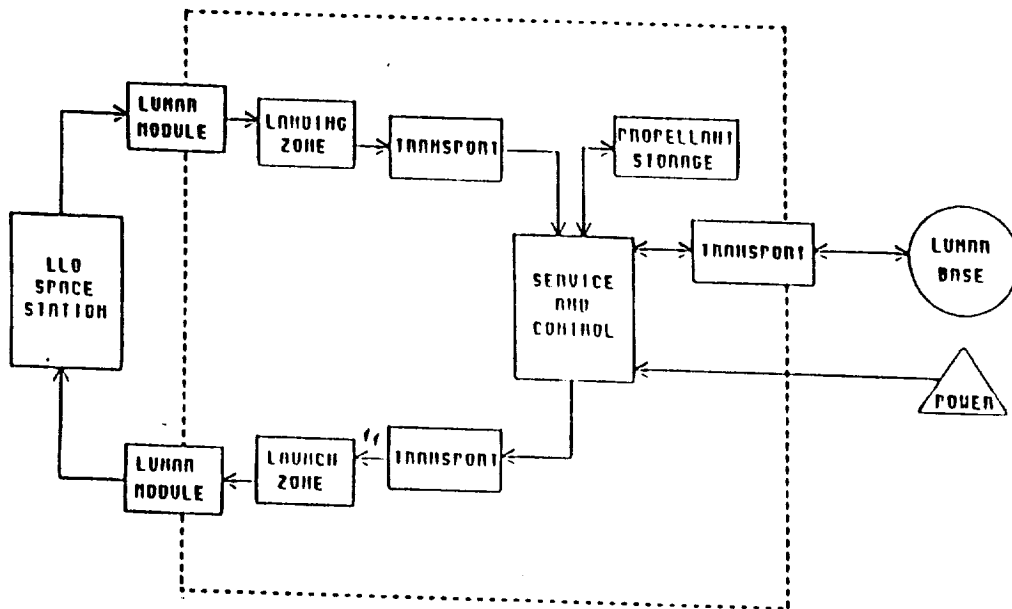 LUNAR
MODULE
LANDING
ZONE
TRANSPORT
PROPELLANT
STORAGE
LLO
SPACE
STATION
SERVICE
AND
CONTROL
TRANSPORT
LUNAR
BASE
POWER
LUNAR
MODULE
LAUNCH
ZONE
TRANSPORT